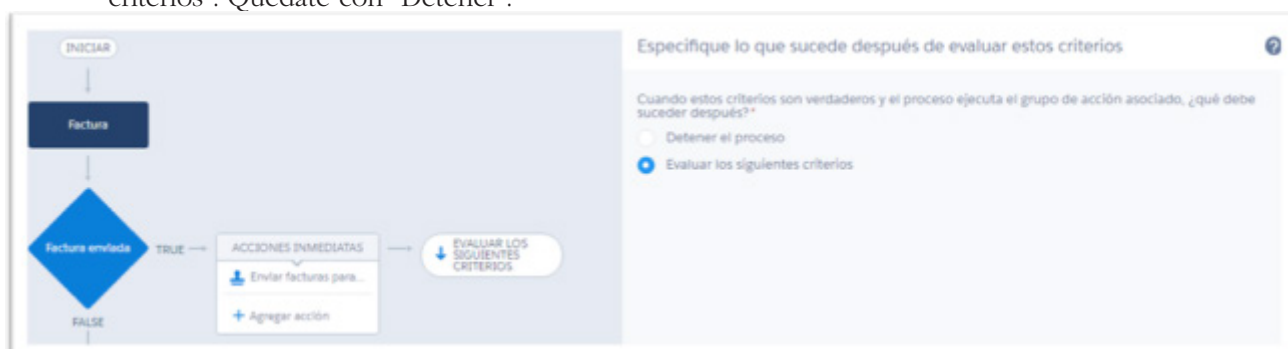 criterios". Quédate con "Detener".
INICIAR
Factura
Factura enviada
TRUE
ACCIONES INMEDIATAS
Enviar facturas para...
+ Agregar acción
EVALUAR LOS
SIGUIENTES
CRITERIOS
FALSE
Especifique lo que sucede después de evaluar estos criterios
?
Cuando estos criterios son verdaderos y el proceso ejecuta el grupo de acción asociado, ¿qué debe
suceder después?*
Detener el proceso
Evaluar los siguientes criterios